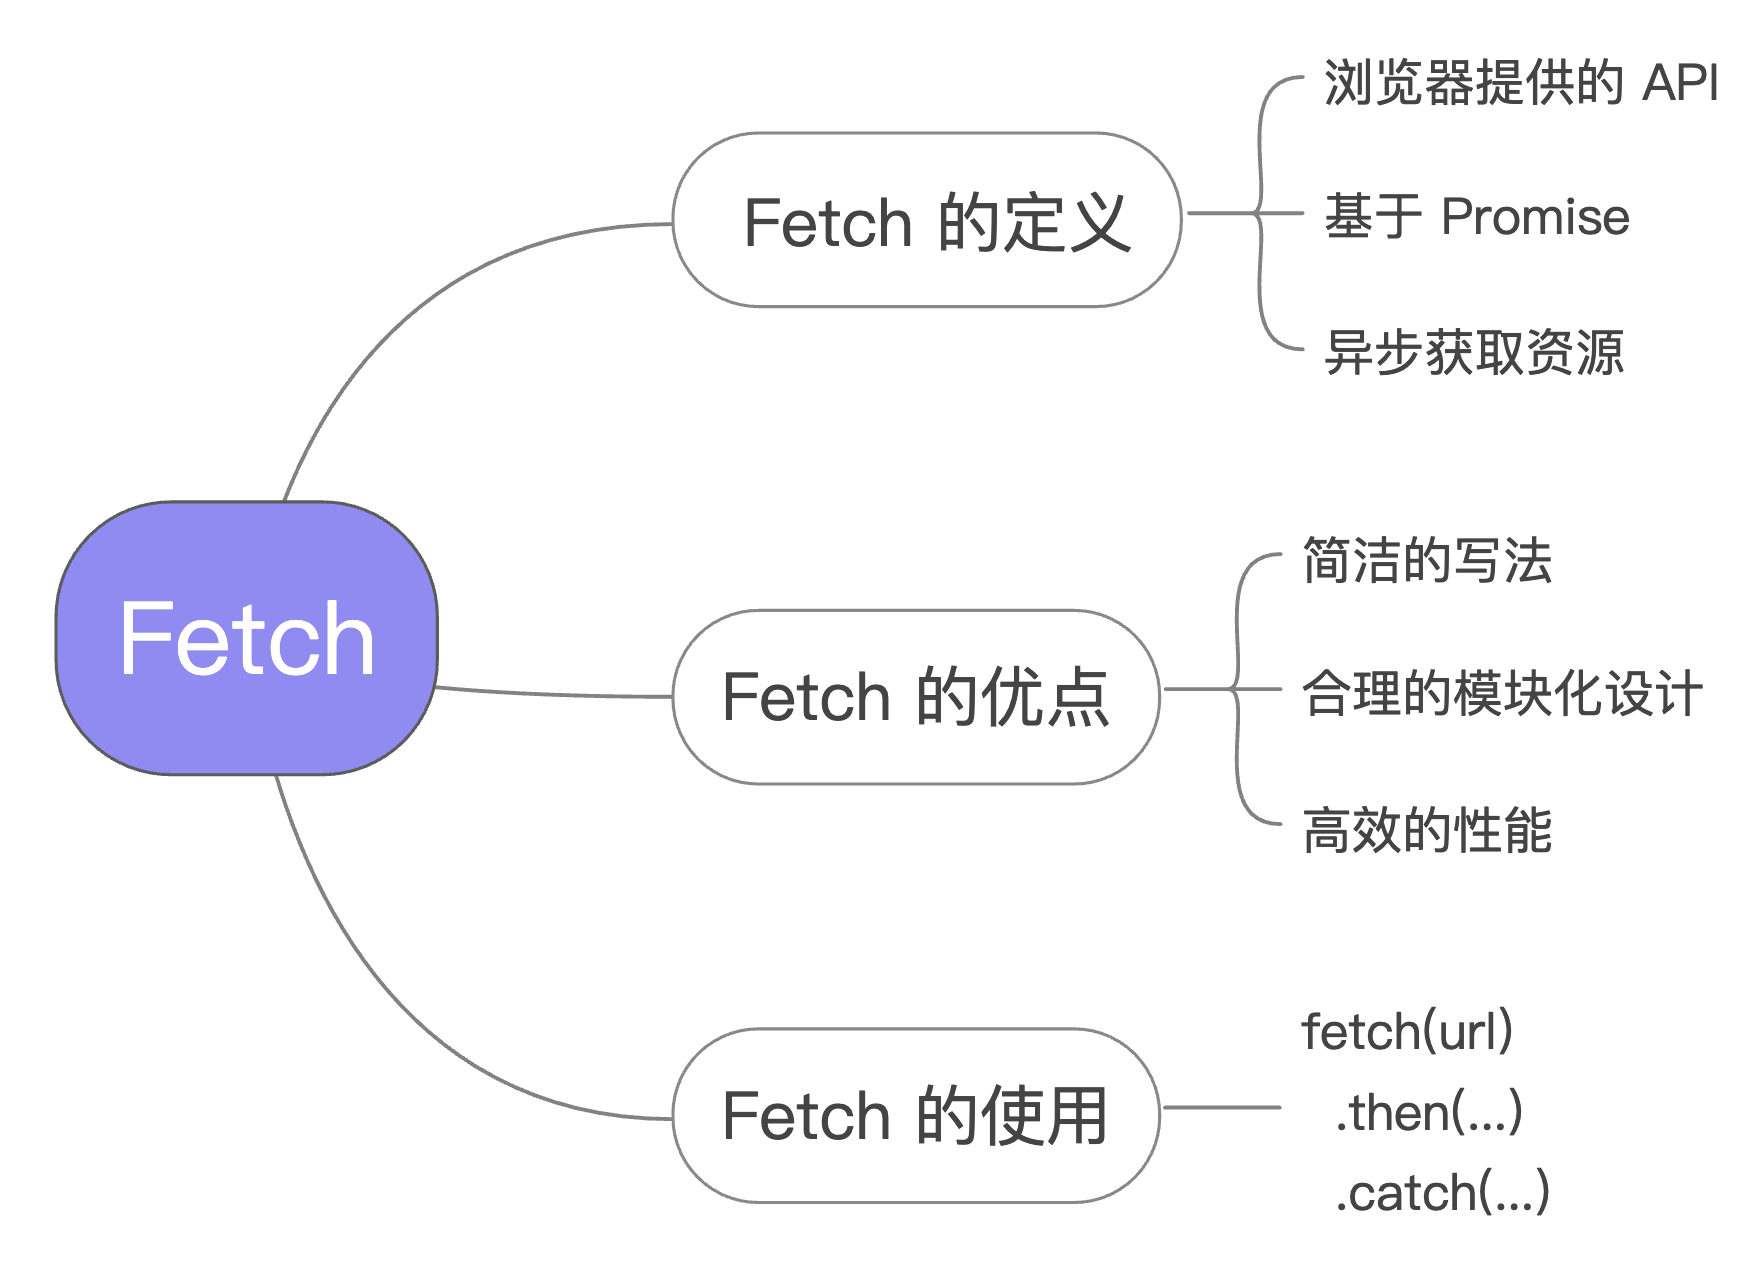 Fetch
Fetch 的定义
浏览器提供的 API
基于 Promise
异步获取资源
Fetch 的优点
简洁的写法
合理的模块化设计
高效的性能
Fetch 的使用
fetch(url)
.then(...)
.catch(...)